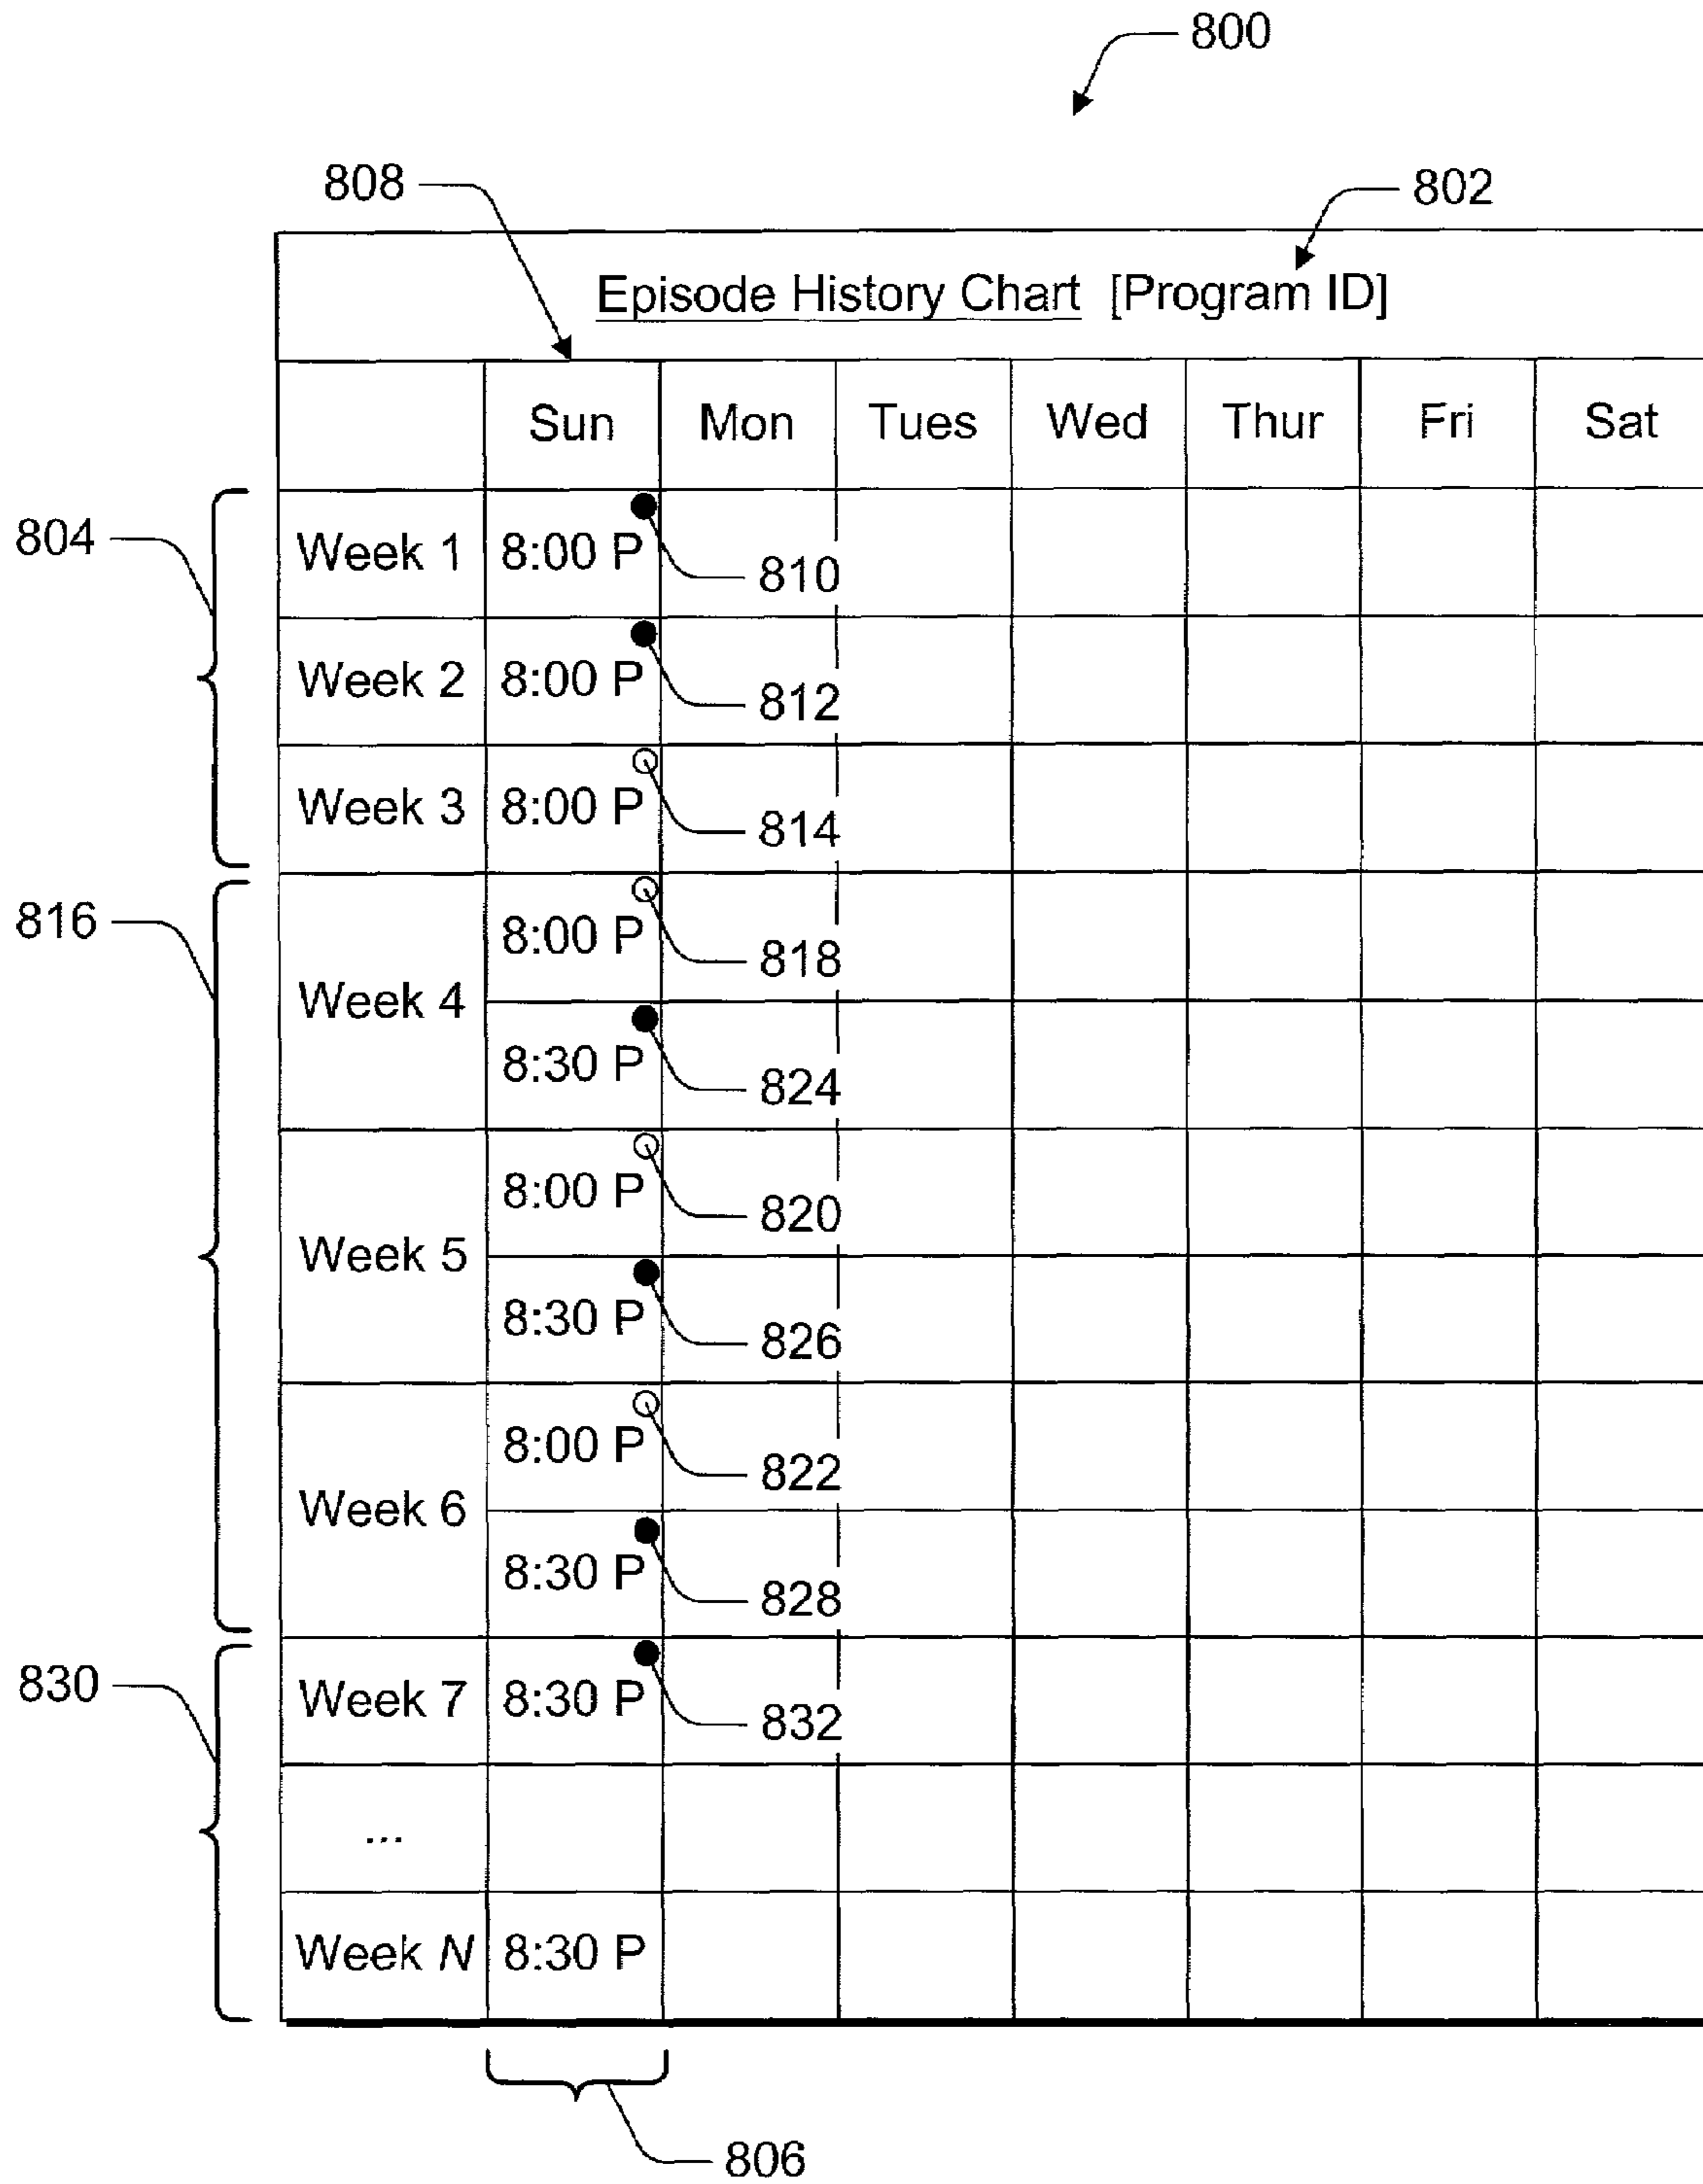 800
808
802
Episode History Chart [Program ID]
Sun Mon Tues Wed Thur Fri Sat
804
Week 1 8:00 P 810
Week 2 8:00 P 812
Week 3 8:00 P 814
816
Week 4 8:00 P 818
8:30 P 824
Week 5 8:00 P 820
8:30 P 826
Week 6 8:00 P 822
8:30 P 828
830
Week 7 8:30 P 832
...
Week N 8:30 P
806